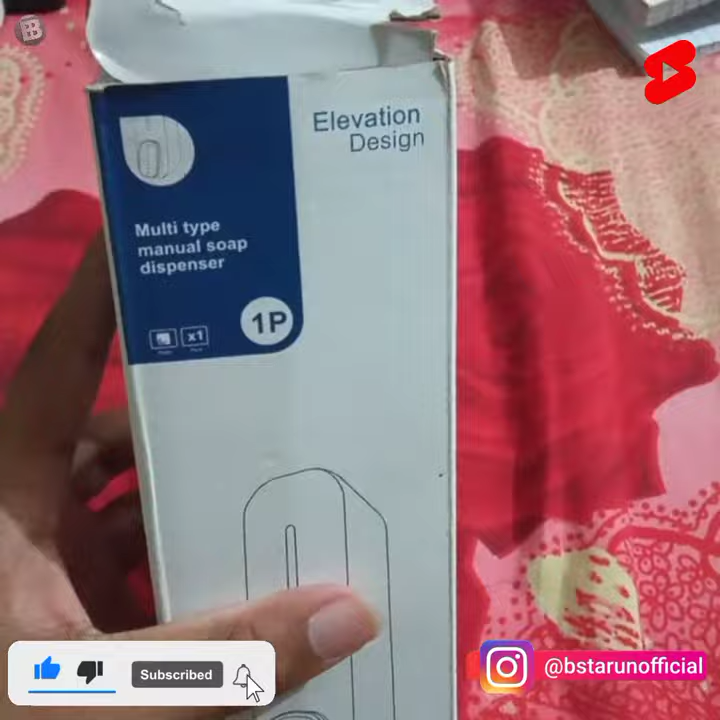 B
Elevation
Design
Multi type
manual soap
dispenser
1P
x1
Subscribed
@bstarunofficial